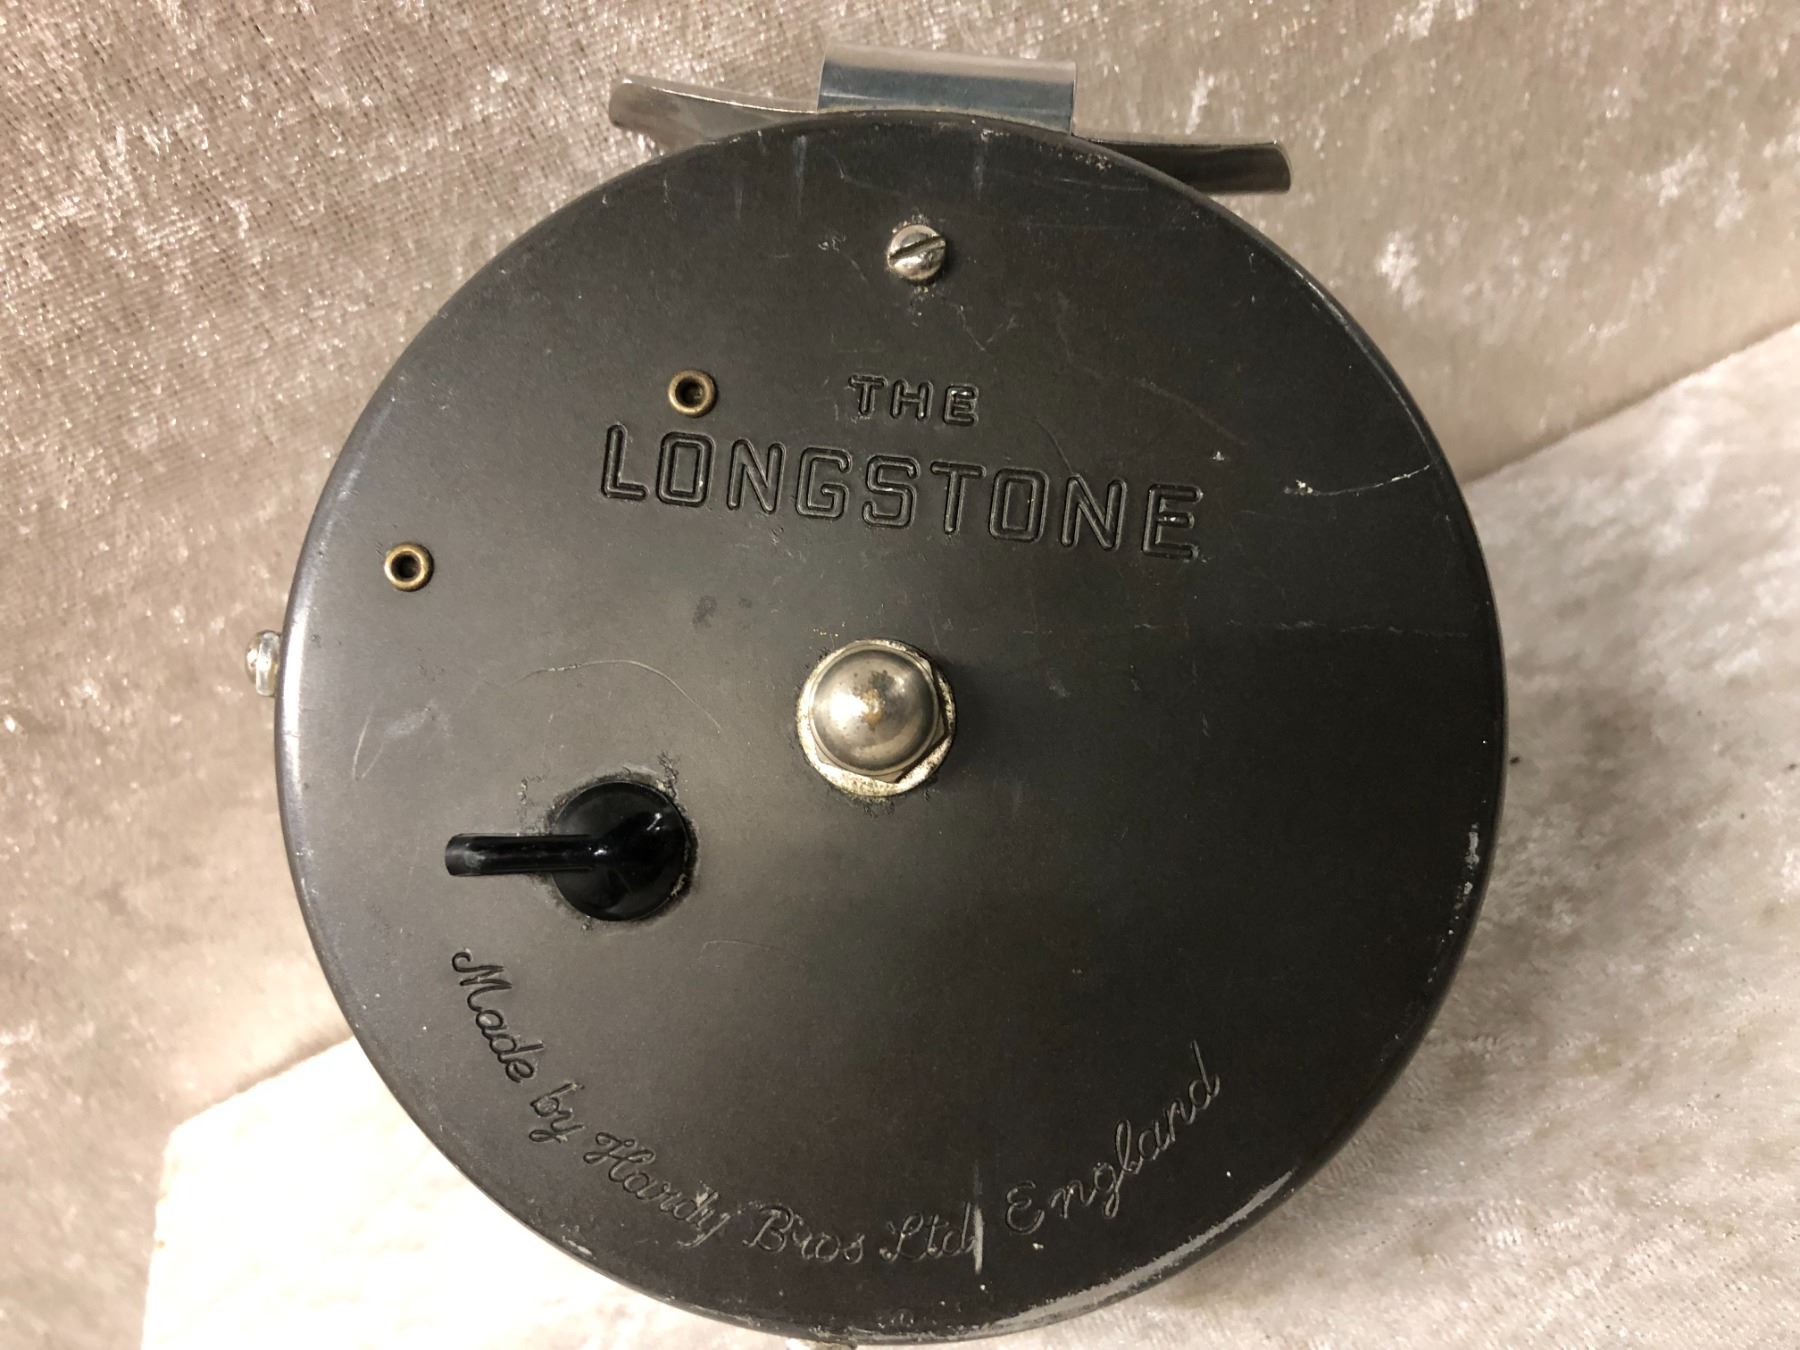 THE
LONGSTONE
Made by Hardy Bros Ltd England